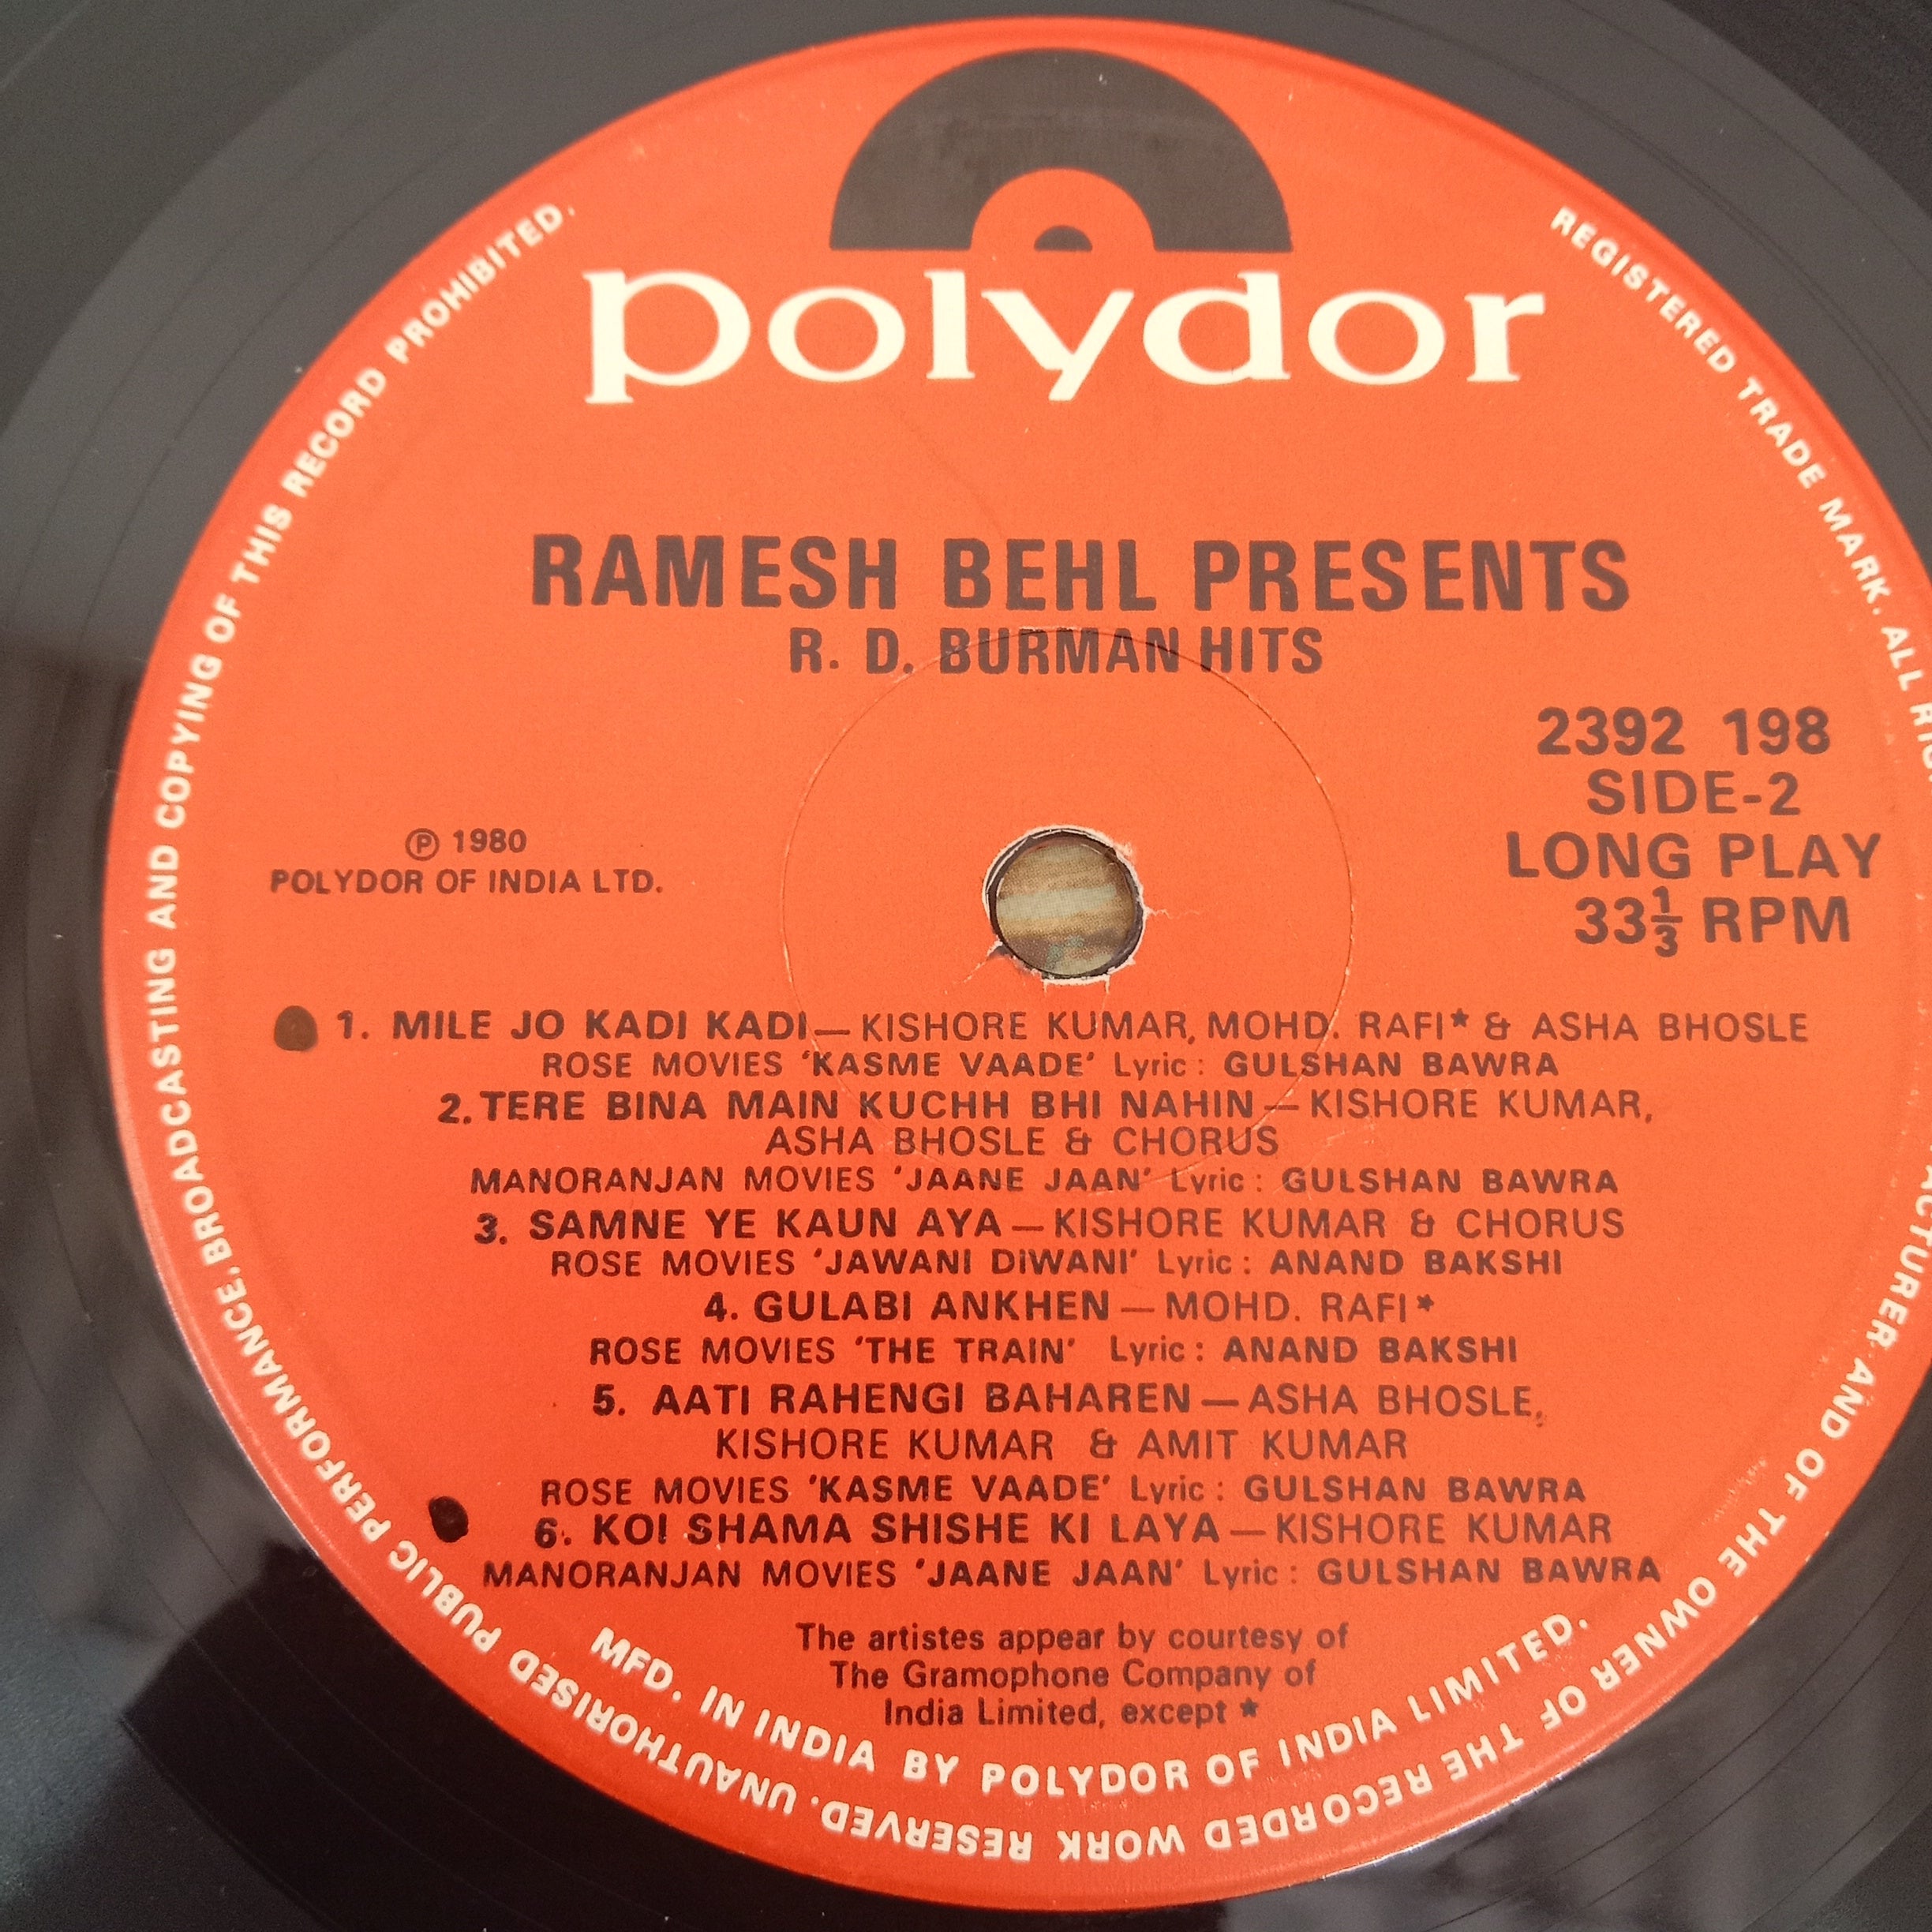 polydor
RAMESH BEHL PRESENTS
R. D. BURMAN HITS
2392 198
SIDE-2
LONG PLAY
33⅓ RPM
℗ 1980
POLYDOR OF INDIA LTD.
1. MILE JO KADI KADI — KISHORE KUMAR, MOHD. RAFI* & ASHA BHOSLE
ROSE MOVIES 'KASME VAADE' Lyric : GULSHAN BAWRA
2. TERE BINA MAIN KUCHH BHI NAHIN — KISHORE KUMAR,
ASHA BHOSLE & CHORUS
MANORANJAN MOVIES 'JAANE JAAN' Lyric : GULSHAN BAWRA
3. SAMNE YE KAUN AYA — KISHORE KUMAR & CHORUS
ROSE MOVIES 'JAWANI DIWANI' Lyric : ANAND BAKSHI
4. GULABI ANKHEN — MOHD. RAFI*
ROSE MOVIES 'THE TRAIN' Lyric : ANAND BAKSHI
5. AATI RAHENGI BAHAREN — ASHA BHOSLE,
KISHORE KUMAR & AMIT KUMAR
ROSE MOVIES 'KASME VAADE' Lyric : GULSHAN BAWRA
6. KOI SHAMA SHISHE KI LAYA — KISHORE KUMAR
MANORANJAN MOVIES 'JAANE JAAN' Lyric : GULSHAN BAWRA
The artistes appear by courtesy of
The Gramophone Company of
India Limited, except *
MFD. IN INDIA BY POLYDOR OF INDIA LIMITED.
REGISTERED TRADE MARK. ALL AND OF THE OWNER OF THE RECORDED WORK RESERVED. UNAUTHORISED PUBLIC PERFORMANCE, BROADCASTING AND COPYING OF THIS RECORD PROHIBITED.